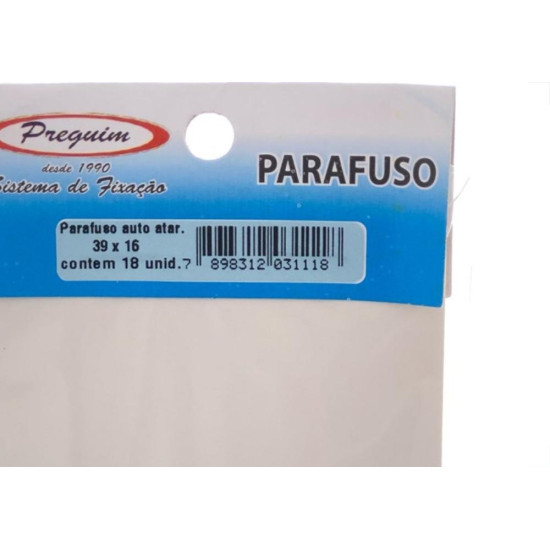 Preguim
desde 1990
Sistema de Fixação
PARAFUSO
Parafuso auto atar.
39 x 16
contem 18 unid.
7 898312 031118